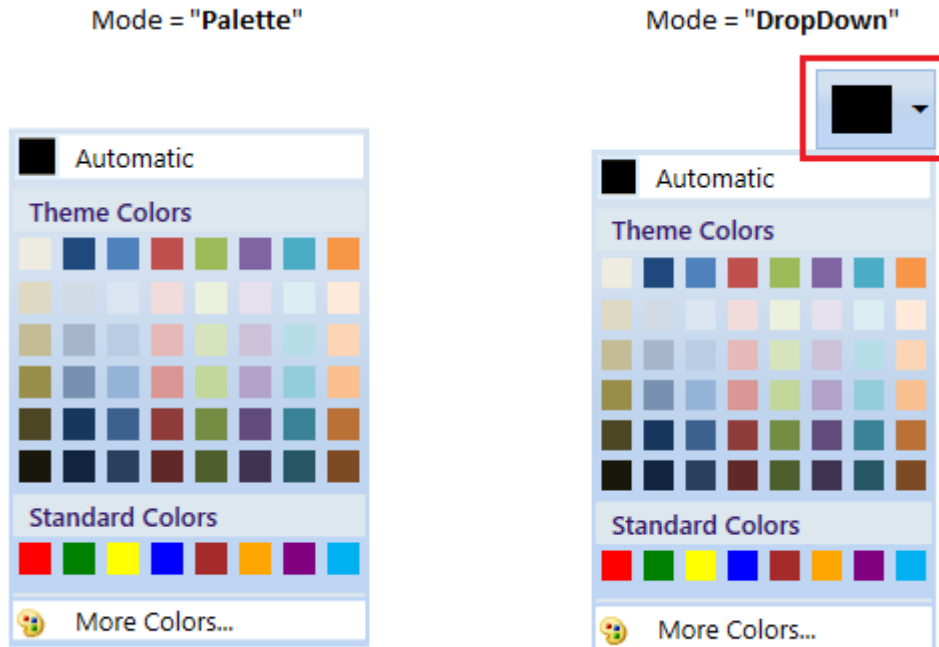 Mode = "Palette"
Automatic
Theme Colors
Standard Colors
More Colors...
Mode = "DropDown"
Automatic
Theme Colors
Standard Colors
More Colors...